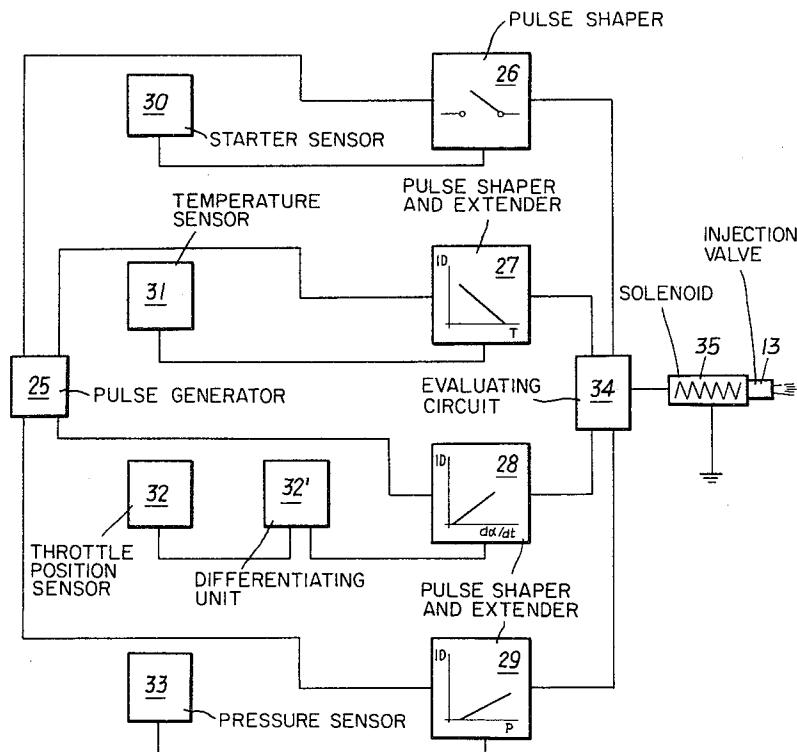 PULSE SHAPER
26
30
STARTER SENSOR
TEMPERATURE
SENSOR
PULSE SHAPER
AND EXTENDER
ID
27
T
31
INJECTION
VALVE
SOLENOID
35
13
25
PULSE GENERATOR
EVALUATING
CIRCUIT
34
ID
28
dα/dt
32
32'
THROTTLE
POSITION
SENSOR
DIFFERENTIATING
UNIT
PULSE SHAPER
AND EXTENDER
ID
29
P
33
PRESSURE SENSOR